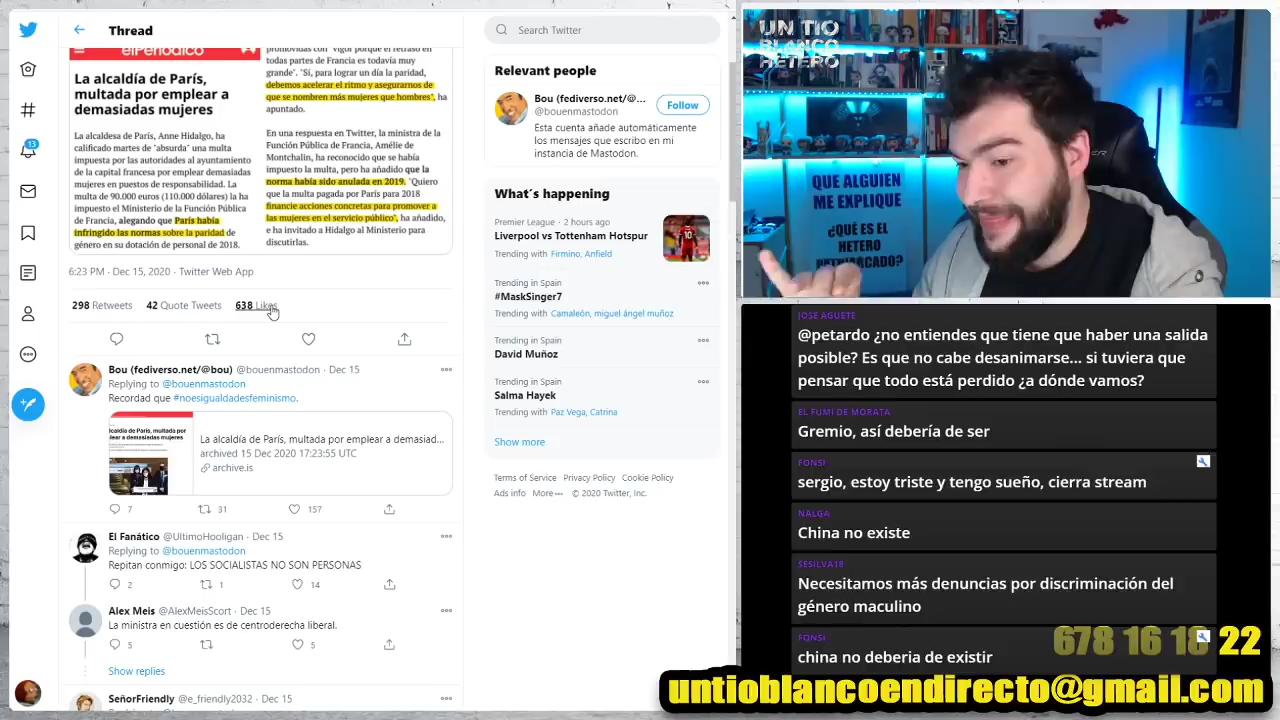 Thread
elPeriódico
La alcaldía de París,
multada por emplear a
demasiadas mujeres
La alcaldesa de París, Anne Hidalgo, ha
calificado martes de "absurda" una multa
impuesta por las autoridades al ayuntamiento
de la capital francesa por emplear demasiadas
mujeres en puestos de responsabilidad. La
multa de 90.000 euros (110.000 dólares) la ha
impuesto el Ministerio de la Función Pública
de Francia, alegando que París había
infringido las normas sobre la paridad de
género en su dotación de personal de 2018.
promovidas con "vigor porque el retraso en
todas partes de Francia es todavía muy
grande". "Sí, para lograr un día la paridad,
debemos acelerar el ritmo y asegurarnos de
que se nombren más mujeres que hombres", ha
apuntado.
En una respuesta en Twitter, la ministra de la
Función Pública de Francia, Amélie de
Montchalin, ha reconocido que se había
impuesto la multa, pero ha añadido que la
norma había sido anulada en 2019. "Quiero
que la multa pagada por París para 2018
financie acciones concretas para promover a
las mujeres en el servicio público", ha añadido,
e ha invitado a Hidalgo al Ministerio para
discutirlas.
6:23 PM · Dec 15, 2020 · Twitter Web App
298 Retweets 42 Quote Tweets 638 Likes
Bou (fediverso.net/@bou) @bouenmastodon · Dec 15
Replying to @bouenmastodon
Recordad que #noesigualdadesfeminismo.
La alcaldía de París, multada por emplear a demasiad...
archived 15 Dec 2020 17:23:55 UTC
archive.is
7 31 157
El Fanático @UltimoHooligan · Dec 15
Replying to @bouenmastodon
Repitan conmigo: LOS SOCIALISTAS NO SON PERSONAS
2 1 14
Alex Meis @AlexMeisScort · Dec 15
La ministra en cuestión es de centroderecha liberal.
5 5
Show replies
SeñorFriendly @e_friendly2032 · Dec 15
13
Search Twitter
Relevant people
Bou (fediverso.net/@...
@bouenmastodon
Follow
Esta cuenta añade automáticamente
los mensajes que escribo en mi
instancia de Mastodon.
What's happening
Premier League · 2 hours ago
Liverpool vs Tottenham Hotspur
Trending with Firmino, Anfield
Trending in Spain
#MaskSinger7
Trending with Camaleón, miguel ángel muñoz
Trending in Spain
David Muñoz
Trending in Spain
Salma Hayek
Trending with Paz Vega, Catrina
Show more
Terms of Service Privacy Policy Cookie Policy
Ads info More © 2020 Twitter, Inc.
UN TIO
BLANCO
HETERO
QUE ALGUIEN
ME EXPLIQUE
¿QUÉ ES EL
HETERO
JOSE AGUETE
@petardo ¿no entiendes que tiene que haber una salida
posible? Es que no cabe desanimarse... si tuviera que
pensar que todo está perdido ¿a dónde vamos?
EL FUMI DE MORATA
Gremio, así debería de ser
FONSI
sergio, estoy triste y tengo sueño, cierra stream
NALGA
China no existe
SESILVA18
Necesitamos más denuncias por discriminación del
género maculino
FONSI
china no deberia de existir
678 16 18 22
untioblancoendirecto@gmail.com